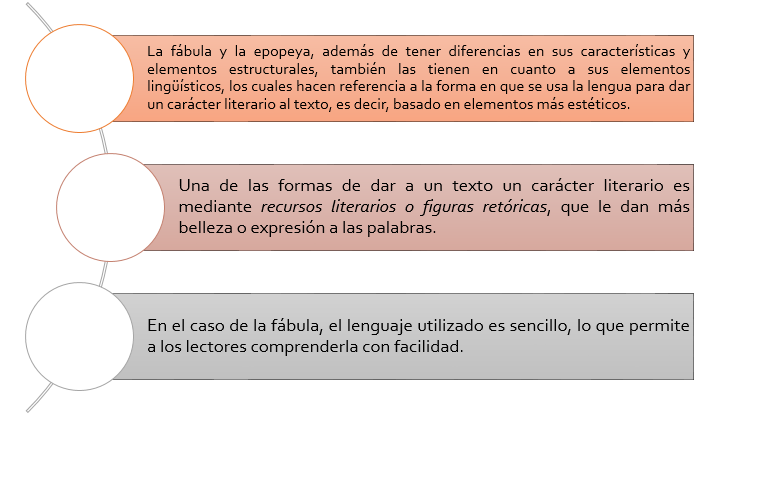 La fábula y la epopeya, además de tener diferencias en sus características y
elementos estructurales, también las tienen en cuanto a sus elementos
lingüísticos, los cuales hacen referencia a la forma en que se usa la lengua para dar
un carácter literario al texto, es decir, basado en elementos más estéticos.
Una de las formas de dar a un texto un carácter literario es
mediante recursos literarios o figuras retóricas, que le dan más
belleza o expresión a las palabras.
En el caso de la fábula, el lenguaje utilizado es sencillo, lo que permite
a los lectores comprenderla con facilidad.